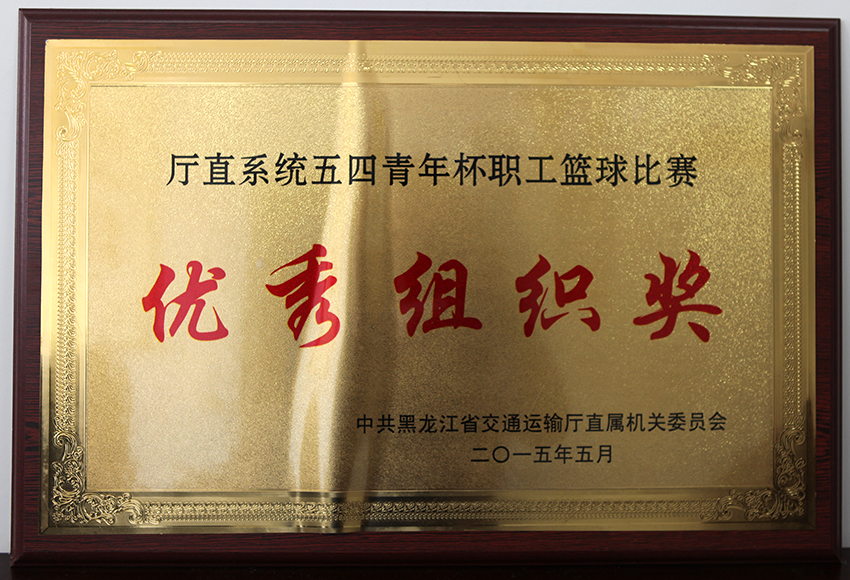 厅直系统五四青年杯职工篮球比赛
优秀组织奖
中共黑龙江省交通运输厅直属机关委员会
二〇一五年五月